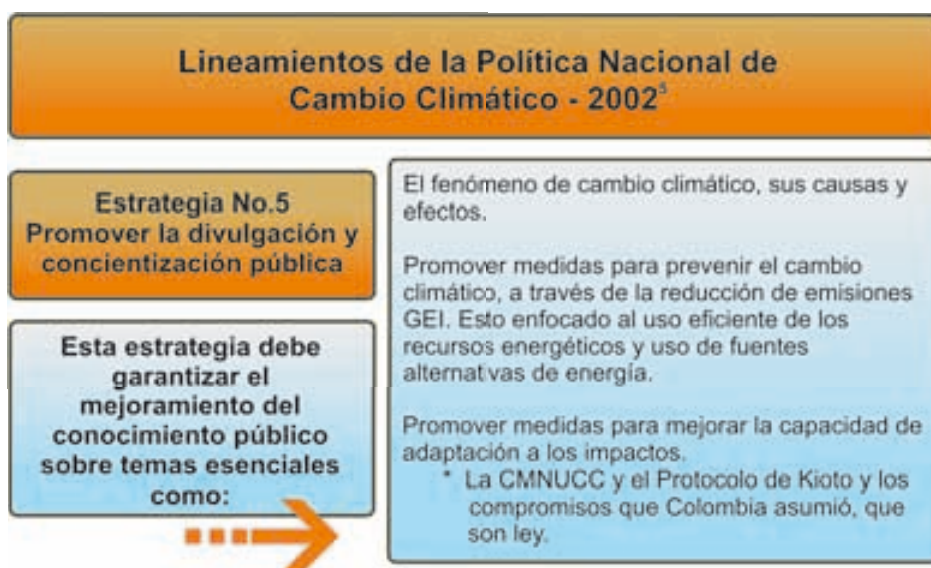 Lineamientos de la Política Nacional de
Cambio Climático - 2002⁵
Estrategia No.5
Promover la divulgación y
concientización pública
Esta estrategia debe
garantizar el
mejoramiento del
conocimiento público
sobre temas esenciales
como:
El fenómeno de cambio climático, sus causas y
efectos.
Promover medidas para prevenir el cambio
climático, a través de la reducción de emisiones
GEI. Esto enfocado al uso eficiente de los
recursos energéticos y uso de fuentes
alternativas de energía.
Promover medidas para mejorar la capacidad de
adaptación a los impactos.
* La CMNUCC y el Protocolo de Kioto y los
compromisos que Colombia asumió, que
son ley.